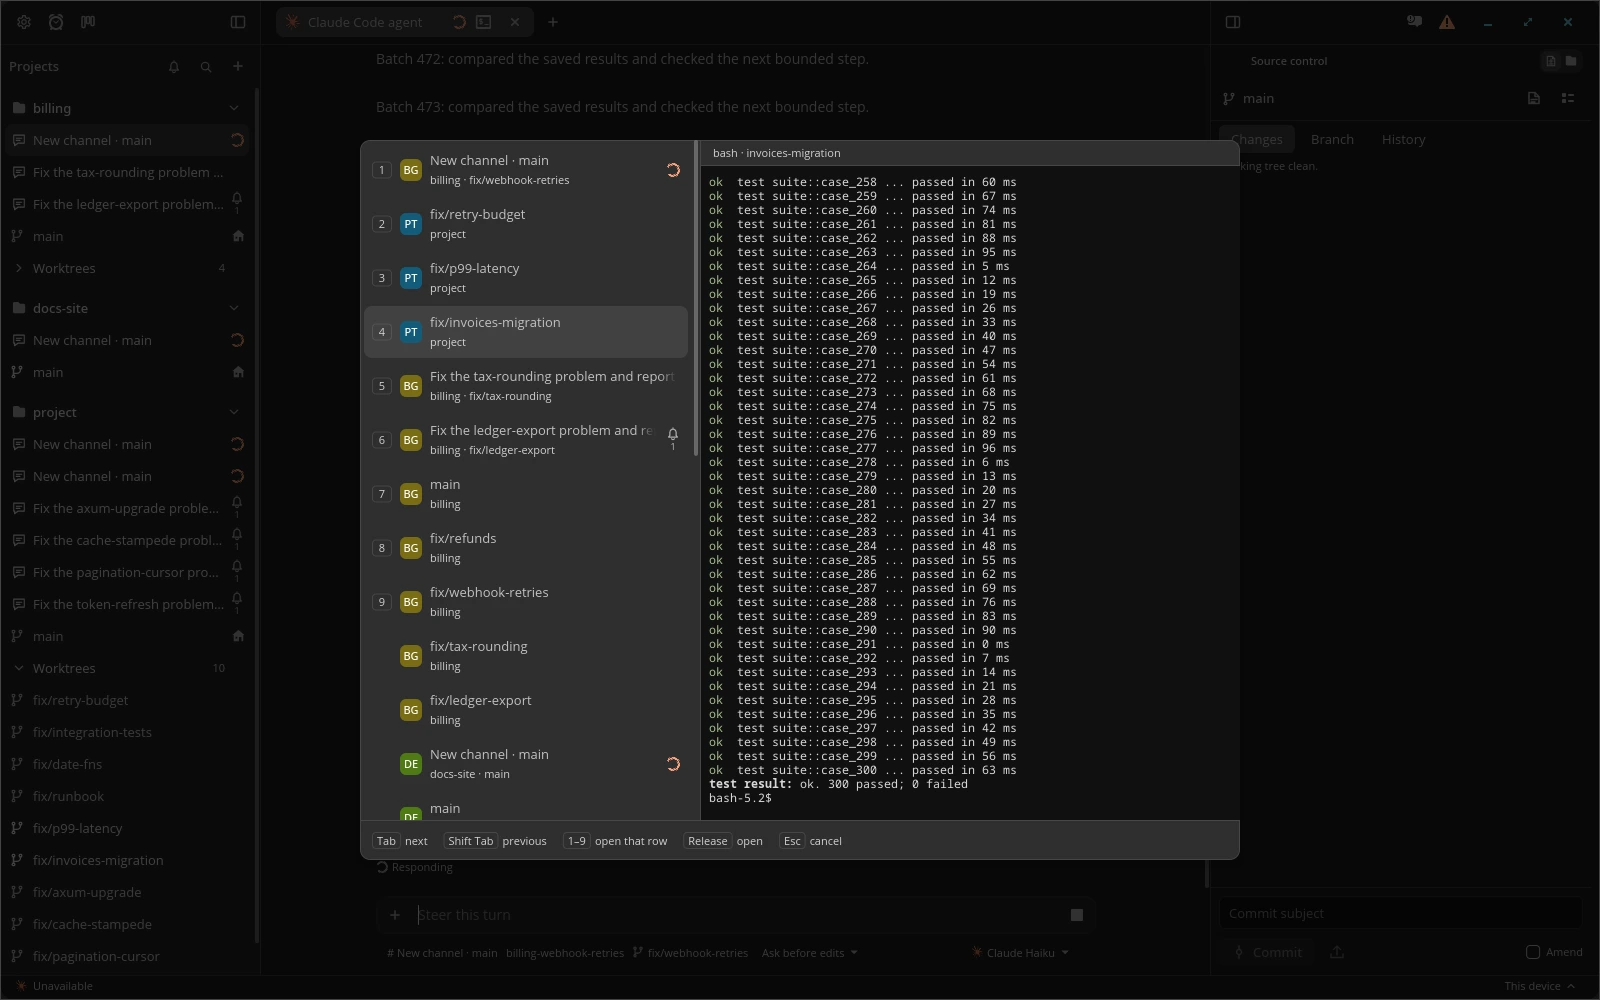 Claude Code agent
Projects
billing
New channel · main
Fix the tax-rounding problem ...
Fix the ledger-export problem...
1
main
Worktrees
4
docs-site
New channel · main
main
project
New channel · main
New channel · main
Fix the axum-upgrade proble...
1
Fix the cache-stampede probl...
1
Fix the pagination-cursor pro...
1
Fix the token-refresh problem...
1
main
Worktrees
10
fix/retry-budget
fix/integration-tests
fix/date-fns
fix/runbook
fix/p99-latency
fix/invoices-migration
fix/axum-upgrade
fix/cache-stampede
fix/pagination-cursor
Unavailable
Batch 472: compared the saved results and checked the next bounded step.
Batch 473: compared the saved results and checked the next bounded step.
1 BG New channel · main
billing · fix/webhook-retries
2 PT fix/retry-budget
project
3 PT fix/p99-latency
project
4 PT fix/invoices-migration
project
5 BG Fix the tax-rounding problem and report
billing · fix/tax-rounding
6 BG Fix the ledger-export problem and re
billing · fix/ledger-export
1
7 BG main
billing
8 BG fix/refunds
billing
9 BG fix/webhook-retries
billing
BG fix/tax-rounding
billing
BG fix/ledger-export
billing
DE New channel · main
docs-site · main
DE main
bash · invoices-migration
ok test suite::case_258 ... passed in 60 ms
ok test suite::case_259 ... passed in 67 ms
ok test suite::case_260 ... passed in 74 ms
ok test suite::case_261 ... passed in 81 ms
ok test suite::case_262 ... passed in 88 ms
ok test suite::case_263 ... passed in 95 ms
ok test suite::case_264 ... passed in 5 ms
ok test suite::case_265 ... passed in 12 ms
ok test suite::case_266 ... passed in 19 ms
ok test suite::case_267 ... passed in 26 ms
ok test suite::case_268 ... passed in 33 ms
ok test suite::case_269 ... passed in 40 ms
ok test suite::case_270 ... passed in 47 ms
ok test suite::case_271 ... passed in 54 ms
ok test suite::case_272 ... passed in 61 ms
ok test suite::case_273 ... passed in 68 ms
ok test suite::case_274 ... passed in 75 ms
ok test suite::case_275 ... passed in 82 ms
ok test suite::case_276 ... passed in 89 ms
ok test suite::case_277 ... passed in 96 ms
ok test suite::case_278 ... passed in 6 ms
ok test suite::case_279 ... passed in 13 ms
ok test suite::case_280 ... passed in 20 ms
ok test suite::case_281 ... passed in 27 ms
ok test suite::case_282 ... passed in 34 ms
ok test suite::case_283 ... passed in 41 ms
ok test suite::case_284 ... passed in 48 ms
ok test suite::case_285 ... passed in 55 ms
ok test suite::case_286 ... passed in 62 ms
ok test suite::case_287 ... passed in 69 ms
ok test suite::case_288 ... passed in 76 ms
ok test suite::case_289 ... passed in 83 ms
ok test suite::case_290 ... passed in 90 ms
ok test suite::case_291 ... passed in 0 ms
ok test suite::case_292 ... passed in 7 ms
ok test suite::case_293 ... passed in 14 ms
ok test suite::case_294 ... passed in 21 ms
ok test suite::case_295 ... passed in 28 ms
ok test suite::case_296 ... passed in 35 ms
ok test suite::case_297 ... passed in 42 ms
ok test suite::case_298 ... passed in 49 ms
ok test suite::case_299 ... passed in 56 ms
ok test suite::case_300 ... passed in 63 ms
test result: ok. 300 passed; 0 failed
bash-5.2$
Tab next Shift Tab previous 1–9 open that row Release open Esc cancel
Responding
Steer this turn
# New channel · main billing-webhook-retries fix/webhook-retries Ask before edits Claude Haiku
Source control
main
Changes Branch History
king tree clean.
Commit subject
Commit Amend
This device